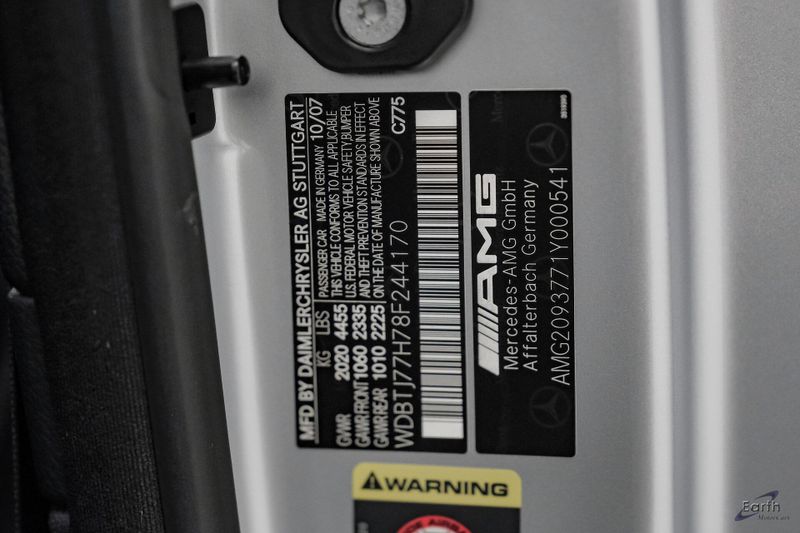 MFD BY DAIMLERCHRYSLER AG STUTTGART
KG LBS PASSENGER CAR MADE IN GERMANY 10/07
GVWR 2020 4455 THIS VEHICLE CONFORMS TO ALL APPLICABLE
GAWR FRONT 1060 2335 U.S. FEDERAL MOTOR VEHICLE SAFETY, BUMPER
GAWR REAR 1010 2225 AND THEFT PREVENTION STANDARDS IN EFFECT
ON THE DATE OF MANUFACTURE SHOWN ABOVE
WDBTJ77H78F244170 C775
AMG
Mercedes-AMG GmbH
Affalterbach Germany
AMG2093771Y000541
WARNING
Earth
MotorCars